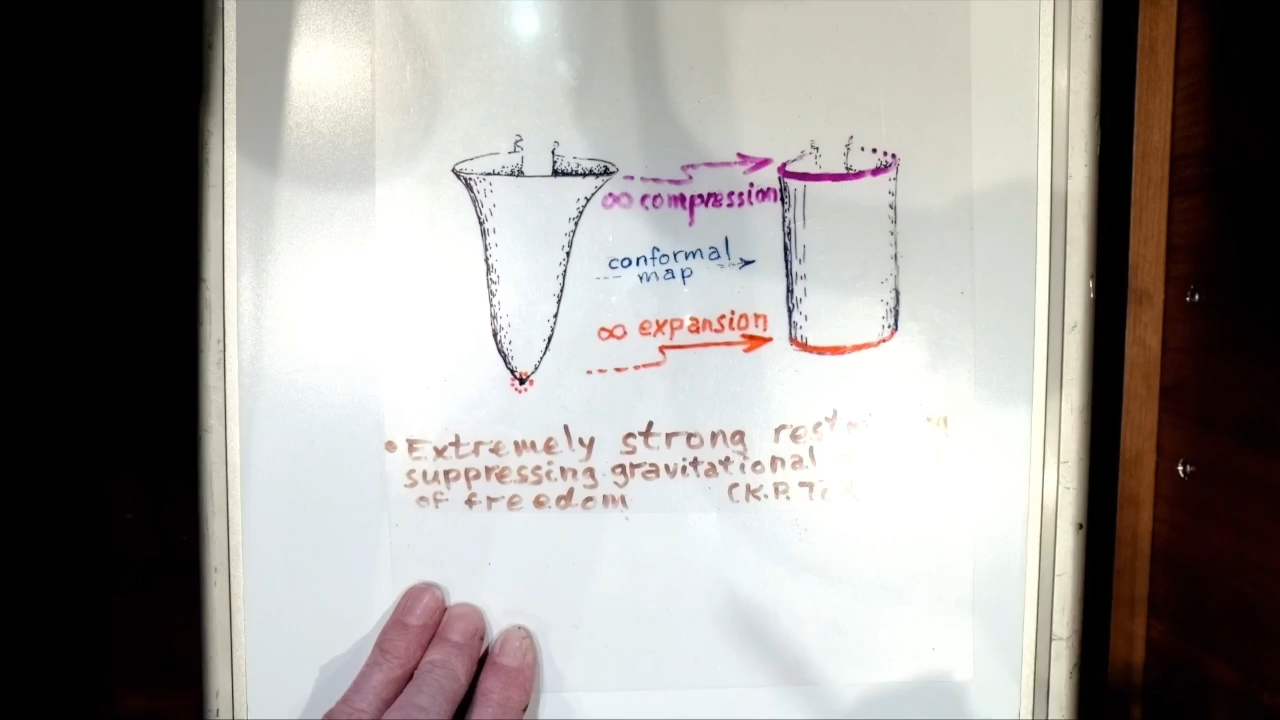 ∞ compression
conformal
map
∞ expansion
• Extremely strong
suppressing gravitational
of freedom (K.P.